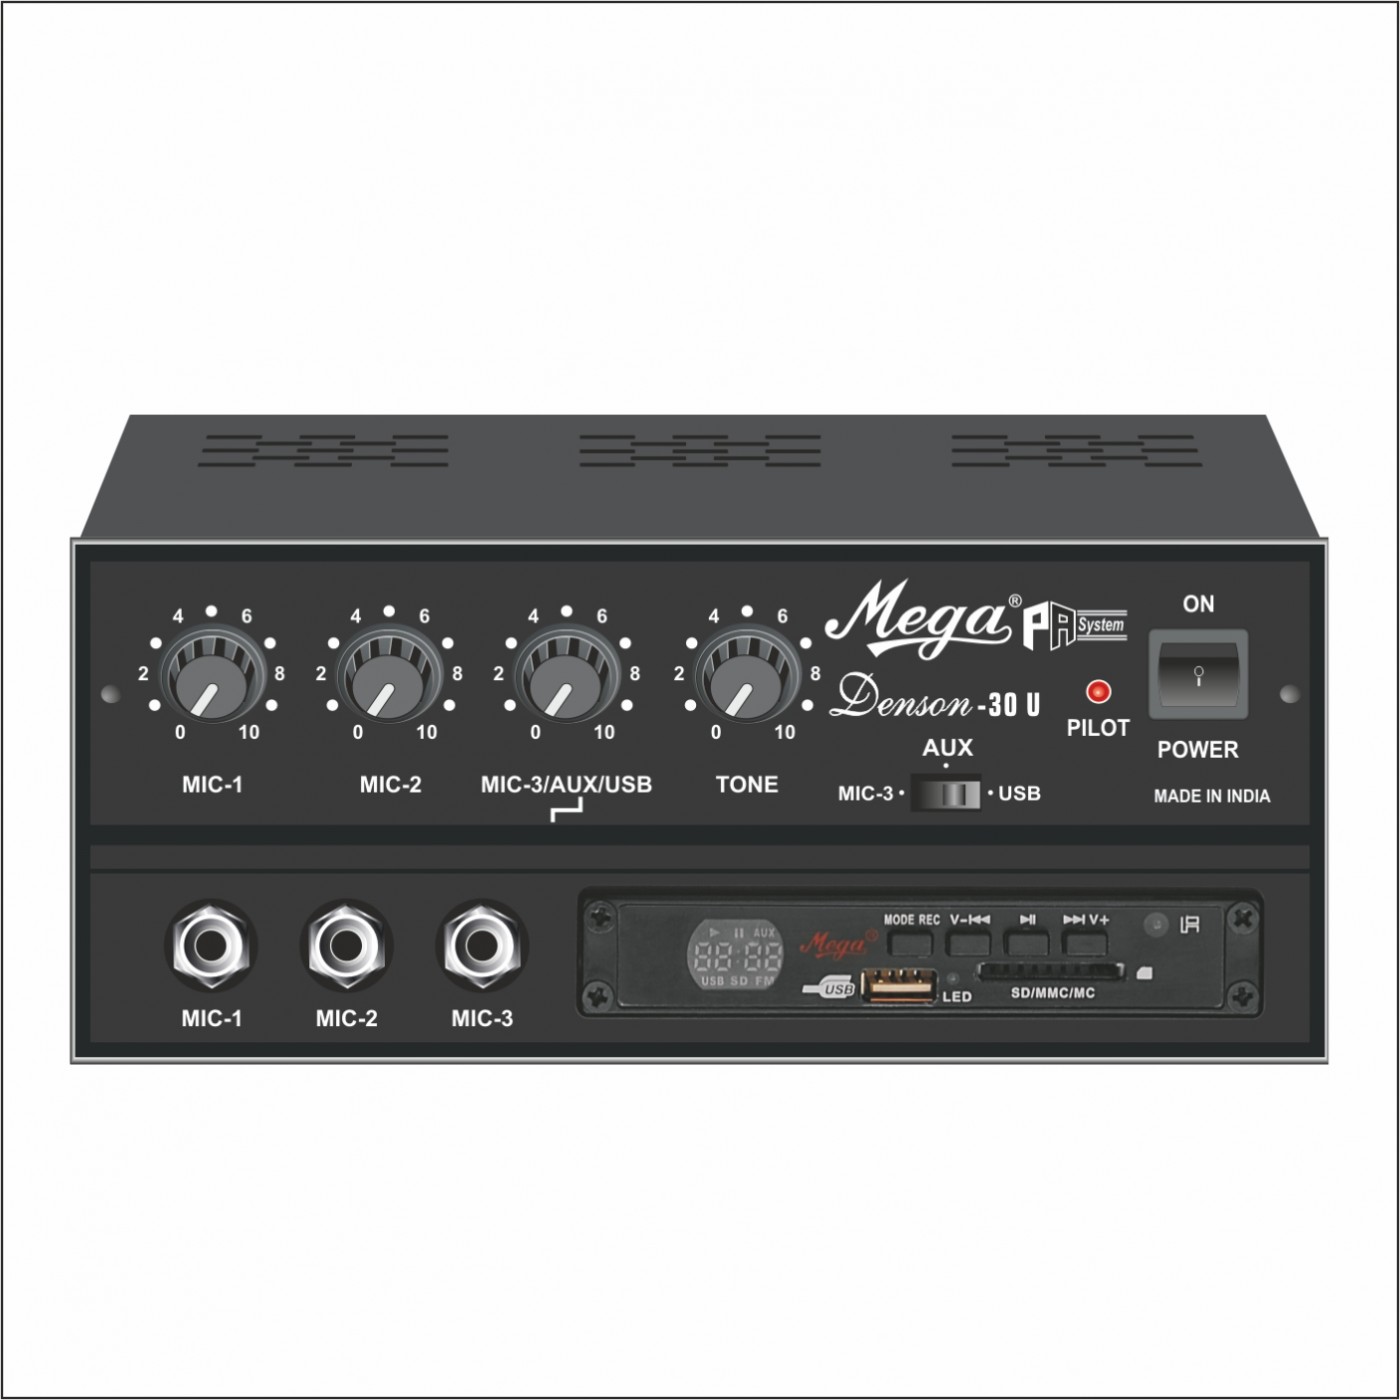 4 6
2 8
0 10
MIC-1
4 6
2 8
0 10
MIC-2
4 6
2 8
0 10
MIC-3/AUX/USB
4 6
2 8
0 10
TONE
Mega® PA System
Denson-30 U
AUX
MIC-3 • • USB
PILOT
ON
POWER
MADE IN INDIA
MIC-1
MIC-2
MIC-3
AUX
88:88
USB SD FM
Mega®
MODE REC V- V+
USB
LED
SD/MMC/MC
IR